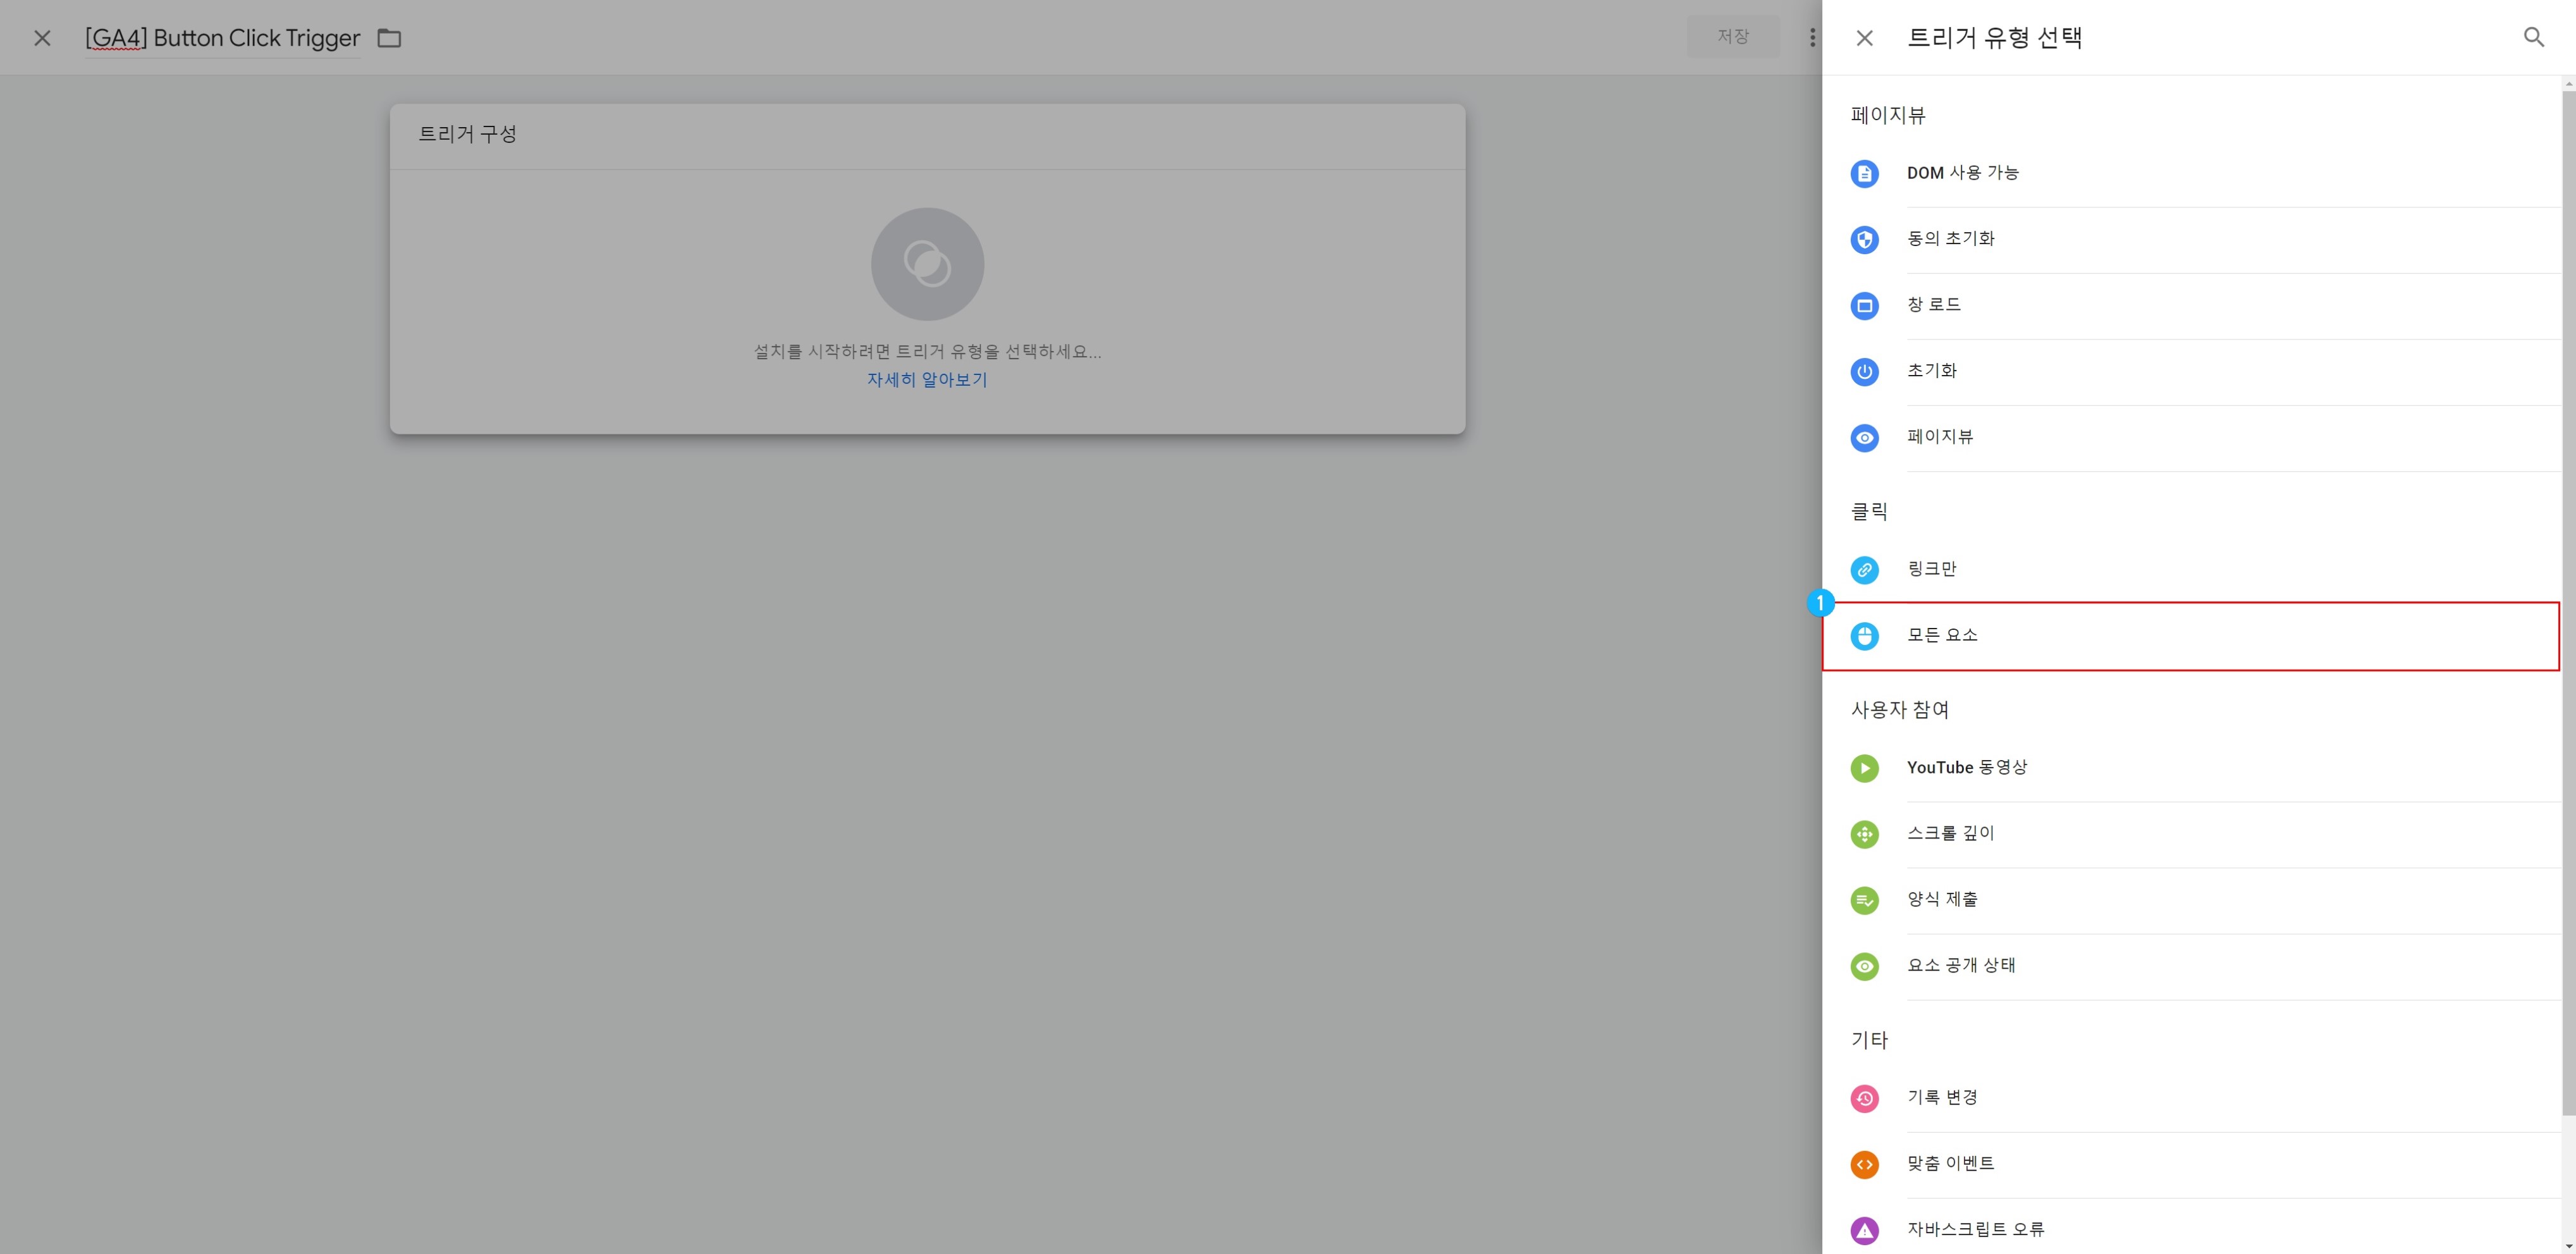 [GA4] Button Click Trigger
저장
트리거 구성
설치를 시작하려면 트리거 유형을 선택하세요...
자세히 알아보기
트리거 유형 선택
페이지뷰
DOM 사용 가능
동의 초기화
창 로드
초기화
페이지뷰
클릭
링크만
1
모든 요소
사용자 참여
YouTube 동영상
스크롤 깊이
양식 제출
요소 공개 상태
기타
기록 변경
맞춤 이벤트
자바스크립트 오류